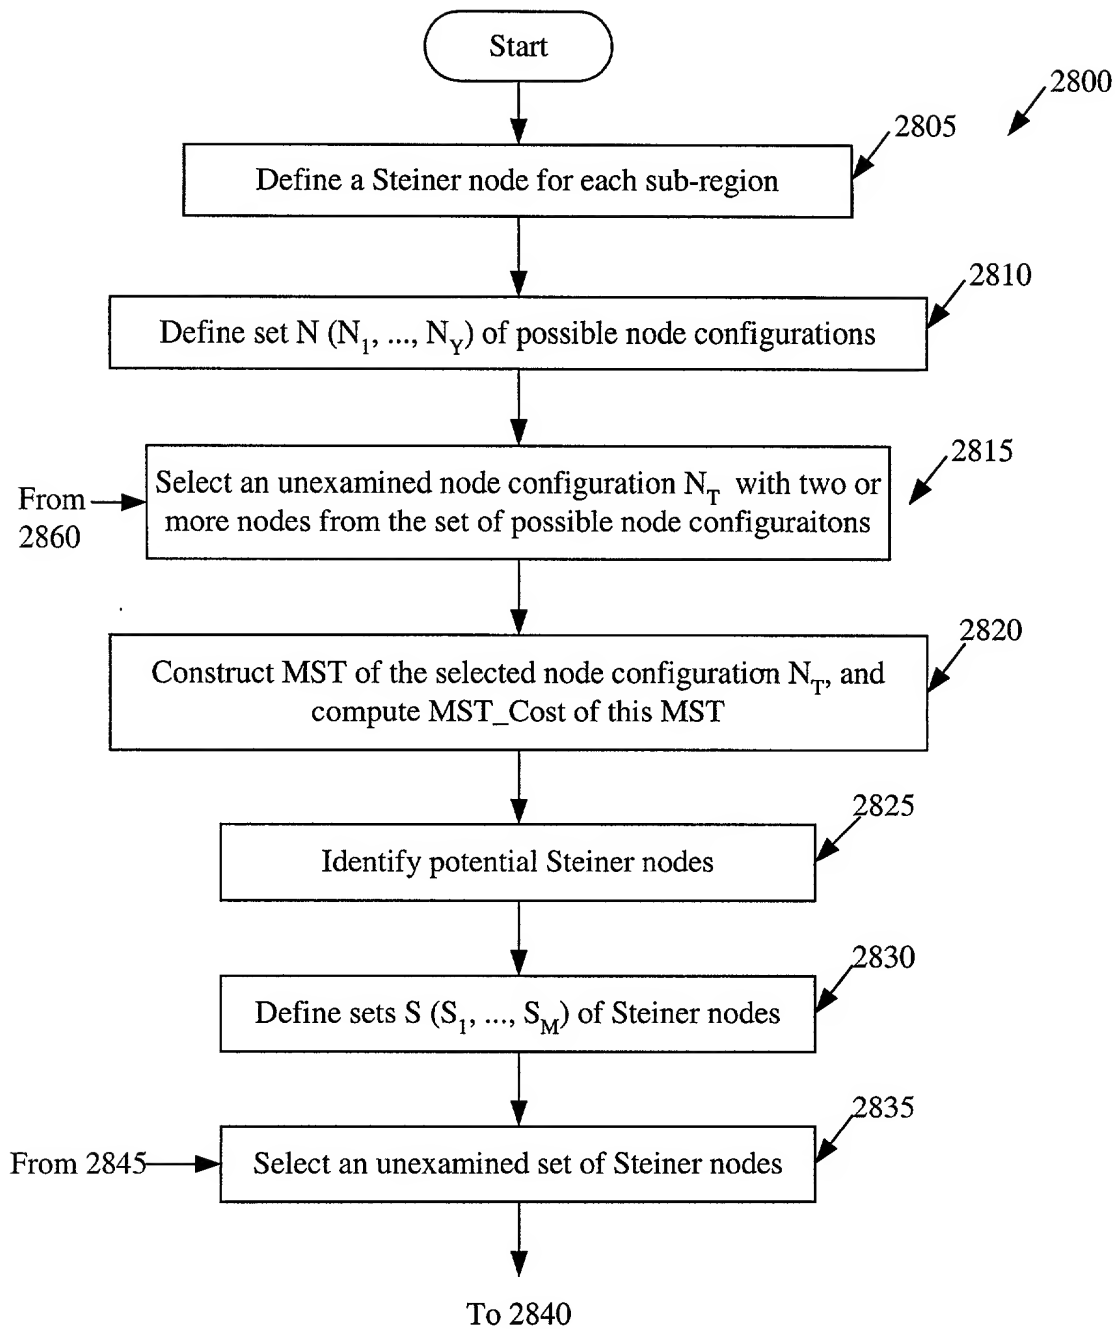 Start
2800
2805
Define a Steiner node for each sub-region
2810
Define set N (N1, ..., NY) of possible node configurations
2815
Select an unexamined node configuration NT with two or
more nodes from the set of possible node configuraitons
From
2860
2820
Construct MST of the selected node configuration NT, and
compute MST_Cost of this MST
2825
Identify potential Steiner nodes
2830
Define sets S (S1, ..., SM) of Steiner nodes
2835
From 2845
Select an unexamined set of Steiner nodes
To 2840